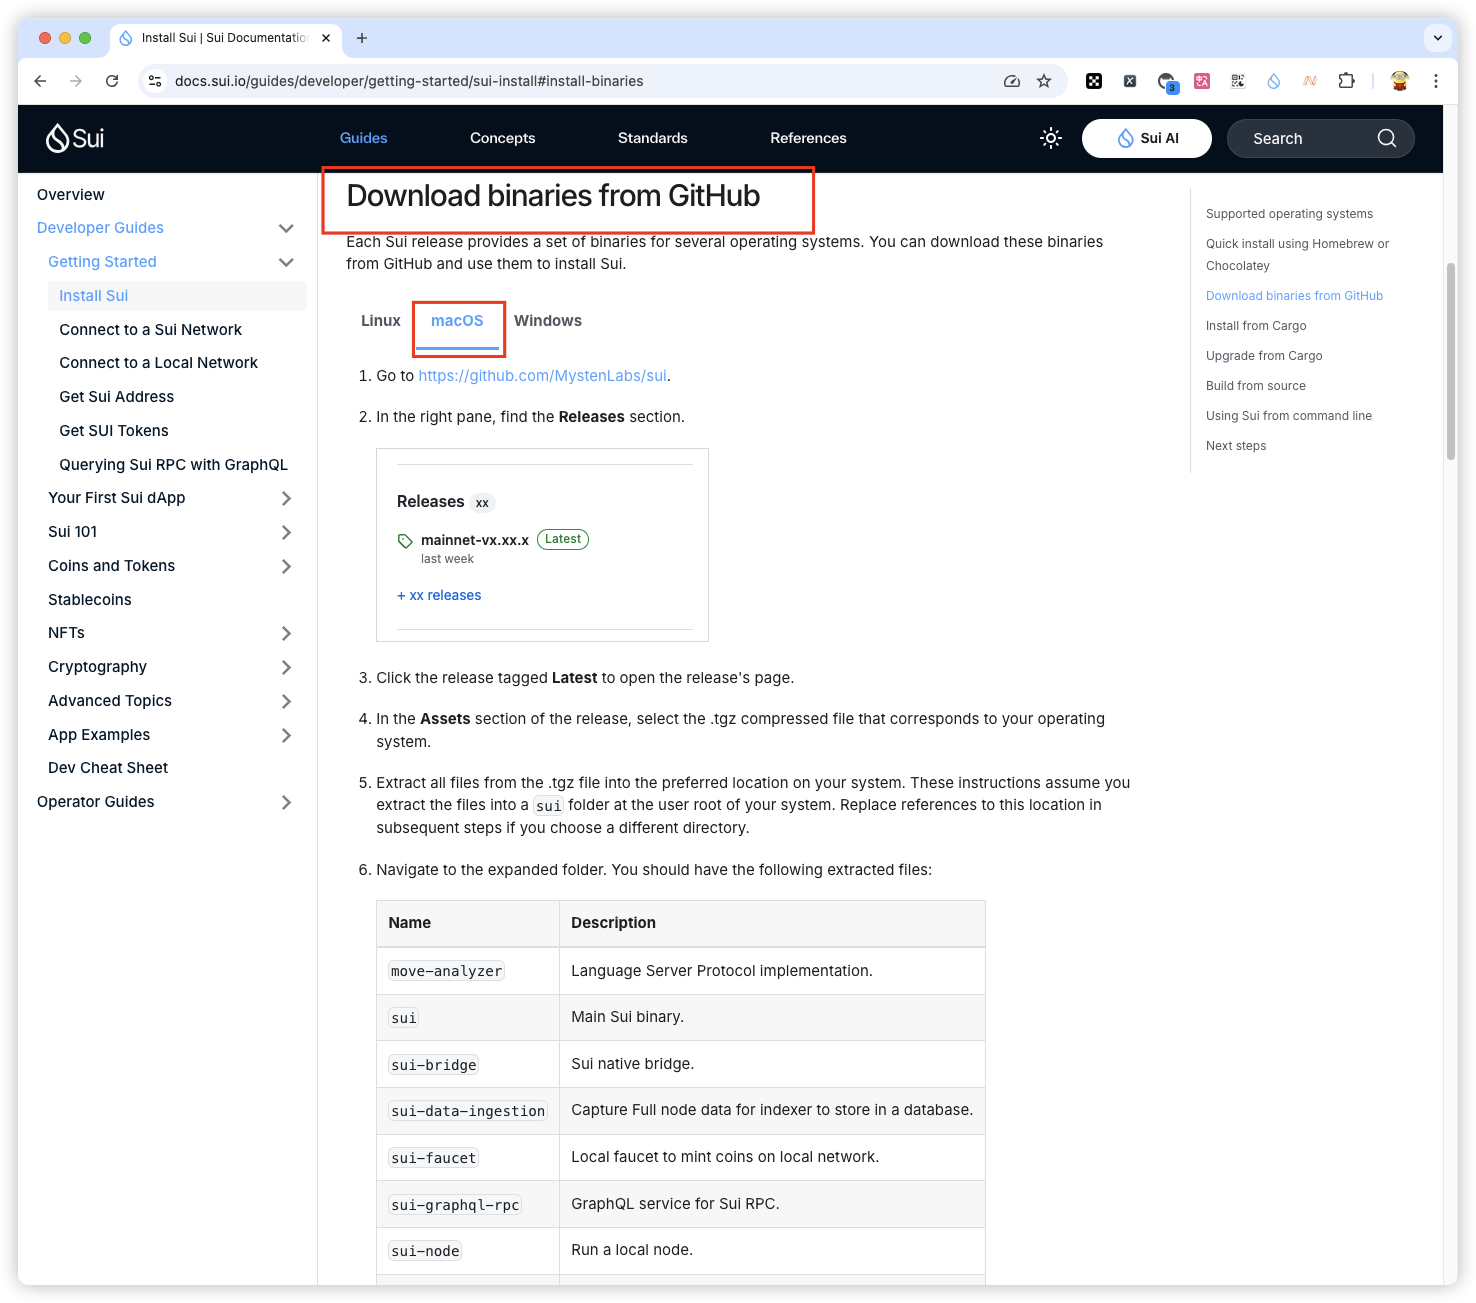 Install Sui | Sui Documentatio
docs.sui.io/guides/developer/getting-started/sui-install#install-binaries
3
Sui
Guides
Concepts
Standards
References
Sui AI
Search
Overview
Developer Guides
Getting Started
Install Sui
Connect to a Sui Network
Connect to a Local Network
Get Sui Address
Get SUI Tokens
Querying Sui RPC with GraphQL
Your First Sui dApp
Sui 101
Coins and Tokens
Stablecoins
NFTs
Cryptography
Advanced Topics
App Examples
Dev Cheat Sheet
Operator Guides
Download binaries from GitHub
Each Sui release provides a set of binaries for several operating systems. You can download these binaries
from GitHub and use them to install Sui.
Linux
macOS
Windows
1. Go to https://github.com/MystenLabs/sui.
2. In the right pane, find the Releases section.
Releases xx
mainnet-vx.xx.x Latest
last week
+ xx releases
3. Click the release tagged Latest to open the release's page.
4. In the Assets section of the release, select the .tgz compressed file that corresponds to your operating
system.
5. Extract all files from the .tgz file into the preferred location on your system. These instructions assume you
extract the files into a sui folder at the user root of your system. Replace references to this location in
subsequent steps if you choose a different directory.
6. Navigate to the expanded folder. You should have the following extracted files:
Name Description
move-analyzer Language Server Protocol implementation.
sui Main Sui binary.
sui-bridge Sui native bridge.
sui-data-ingestion Capture Full node data for indexer to store in a database.
sui-faucet Local faucet to mint coins on local network.
sui-graphql-rpc GraphQL service for Sui RPC.
sui-node Run a local node.
Supported operating systems
Quick install using Homebrew or
Chocolatey
Download binaries from GitHub
Install from Cargo
Upgrade from Cargo
Build from source
Using Sui from command line
Next steps